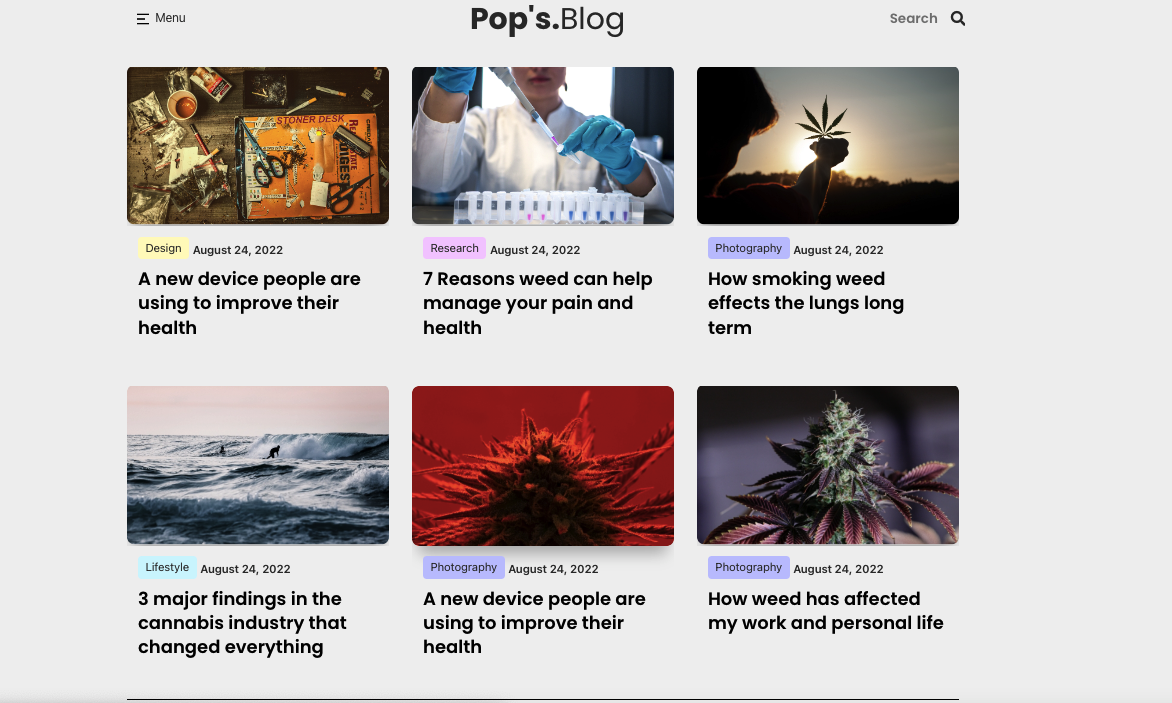 Menu
Pop's.Blog
Search
STONER DESK
Design August 24, 2022
A new device people are
using to improve their
health
Research August 24, 2022
7 Reasons weed can help
manage your pain and
health
Photography August 24, 2022
How smoking weed
effects the lungs long
term
Lifestyle August 24, 2022
3 major findings in the
cannabis industry that
changed everything
Photography August 24, 2022
A new device people are
using to improve their
health
Photography August 24, 2022
How weed has affected
my work and personal life